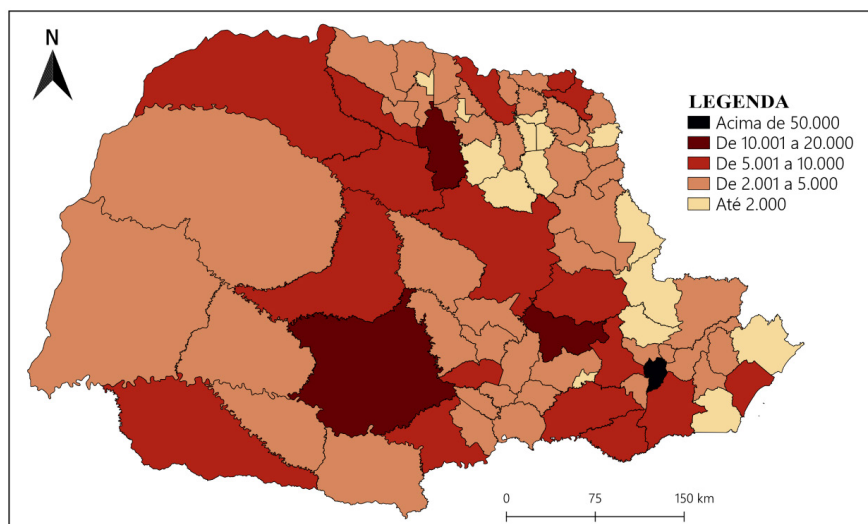 N
LEGENDA
Acima de 50.000
De 10.001 a 20.000
De 5.001 a 10.000
De 2.001 a 5.000
Até 2.000
0 75 150 km